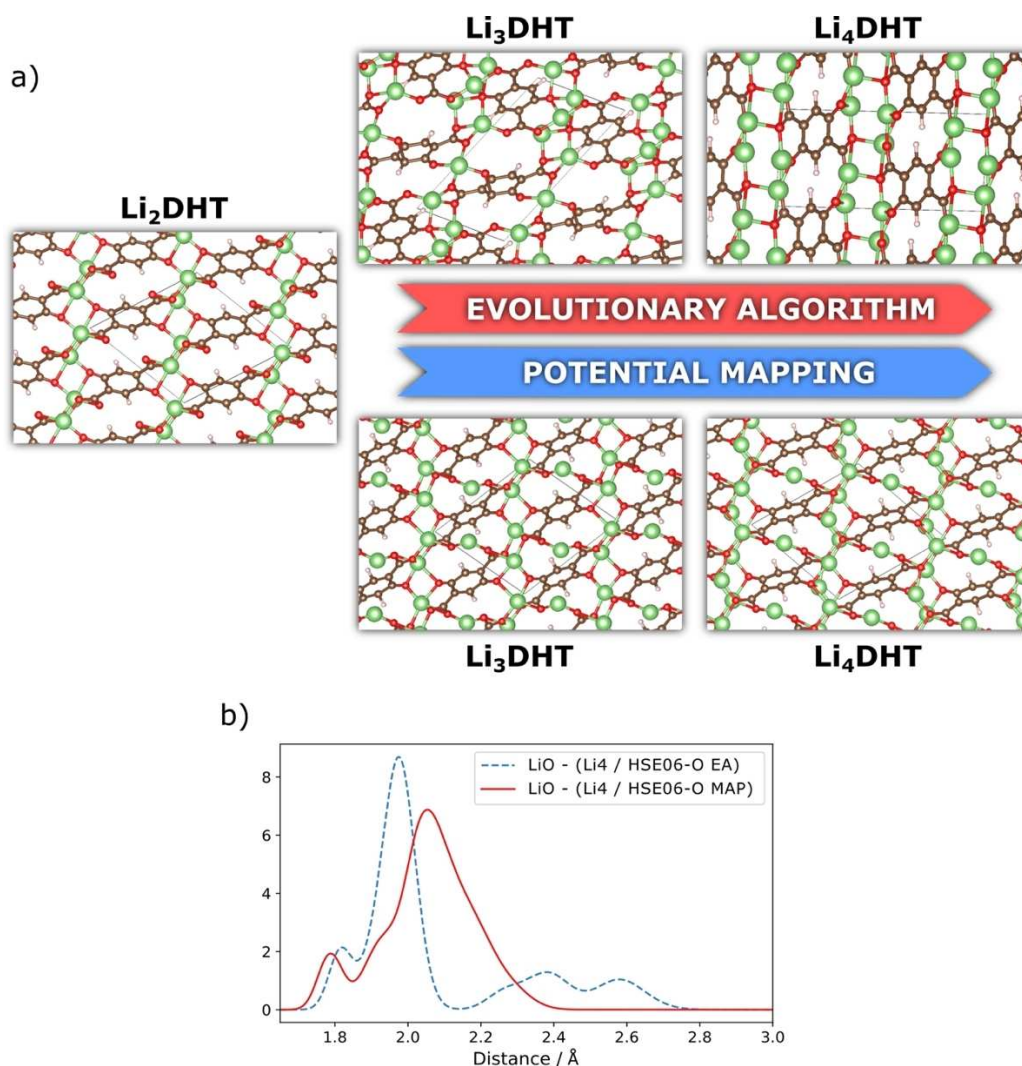 a)
Li₃DHT
Li₄DHT
Li₂DHT
EVOLUTIONARY ALGORITHM
POTENTIAL MAPPING
Li₃DHT
Li₄DHT
b)
LiO - (Li4 / HSE06-O EA)
LiO - (Li4 / HSE06-O MAP)
8
6
4
2
0
1.8 2.0 2.2 2.4 2.6 2.8 3.0
Distance / Å